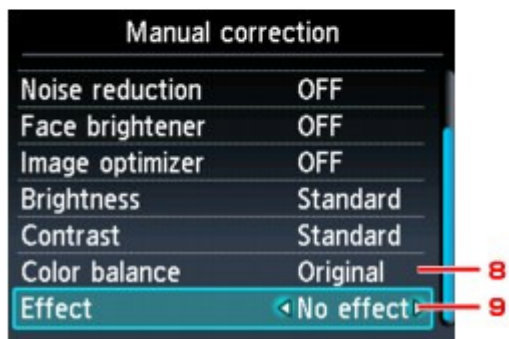 Manual correction
Noise reduction OFF
Face brightener OFF
Image optimizer OFF
Brightness Standard
Contrast Standard
Color balance Original 8
Effect No effect 9